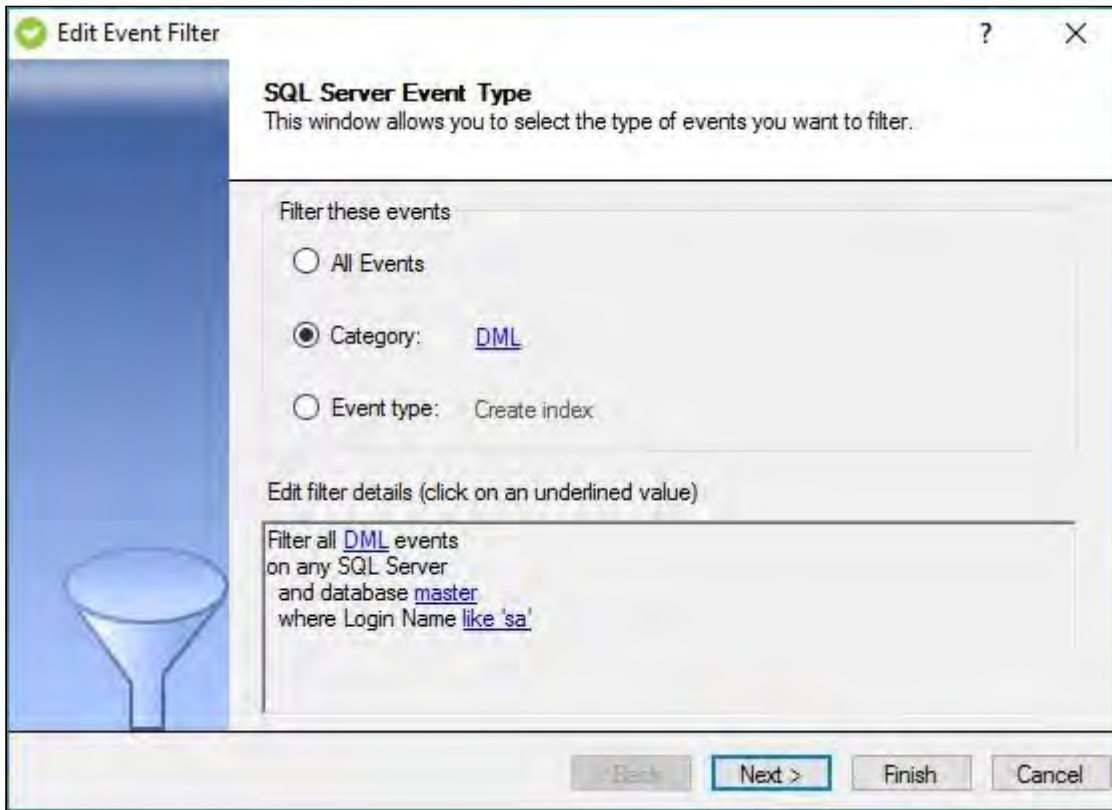 Edit Event Filter
?
SQL Server Event Type
This window allows you to select the type of events you want to filter.
Filter these events
All Events
Category: DML
Event type: Create index
Edit filter details (click on an underlined value)
Filter all DML events
on any SQL Server
and database master
where Login Name like 'sa'
< Back Next > Finish Cancel